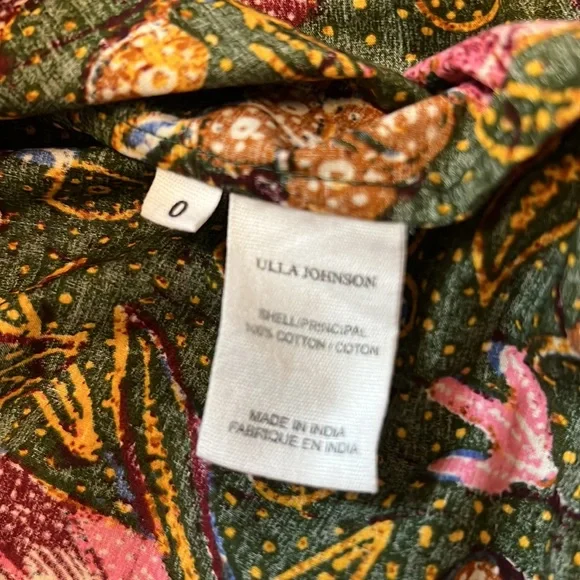 0
ULLA JOHNSON
SHELL/PRINCIPAL
100% COTTON / COTON
MADE IN INDIA
FABRIQUE EN INDIA